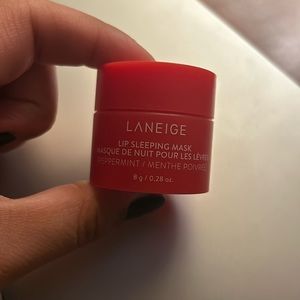 LANEIGE
LIP SLEEPING MASK
MASQUE DE NUIT POUR LES LÈVRES
PEPPERMINT / MENTHE POIVRÉE
8 g / 0.28 oz.